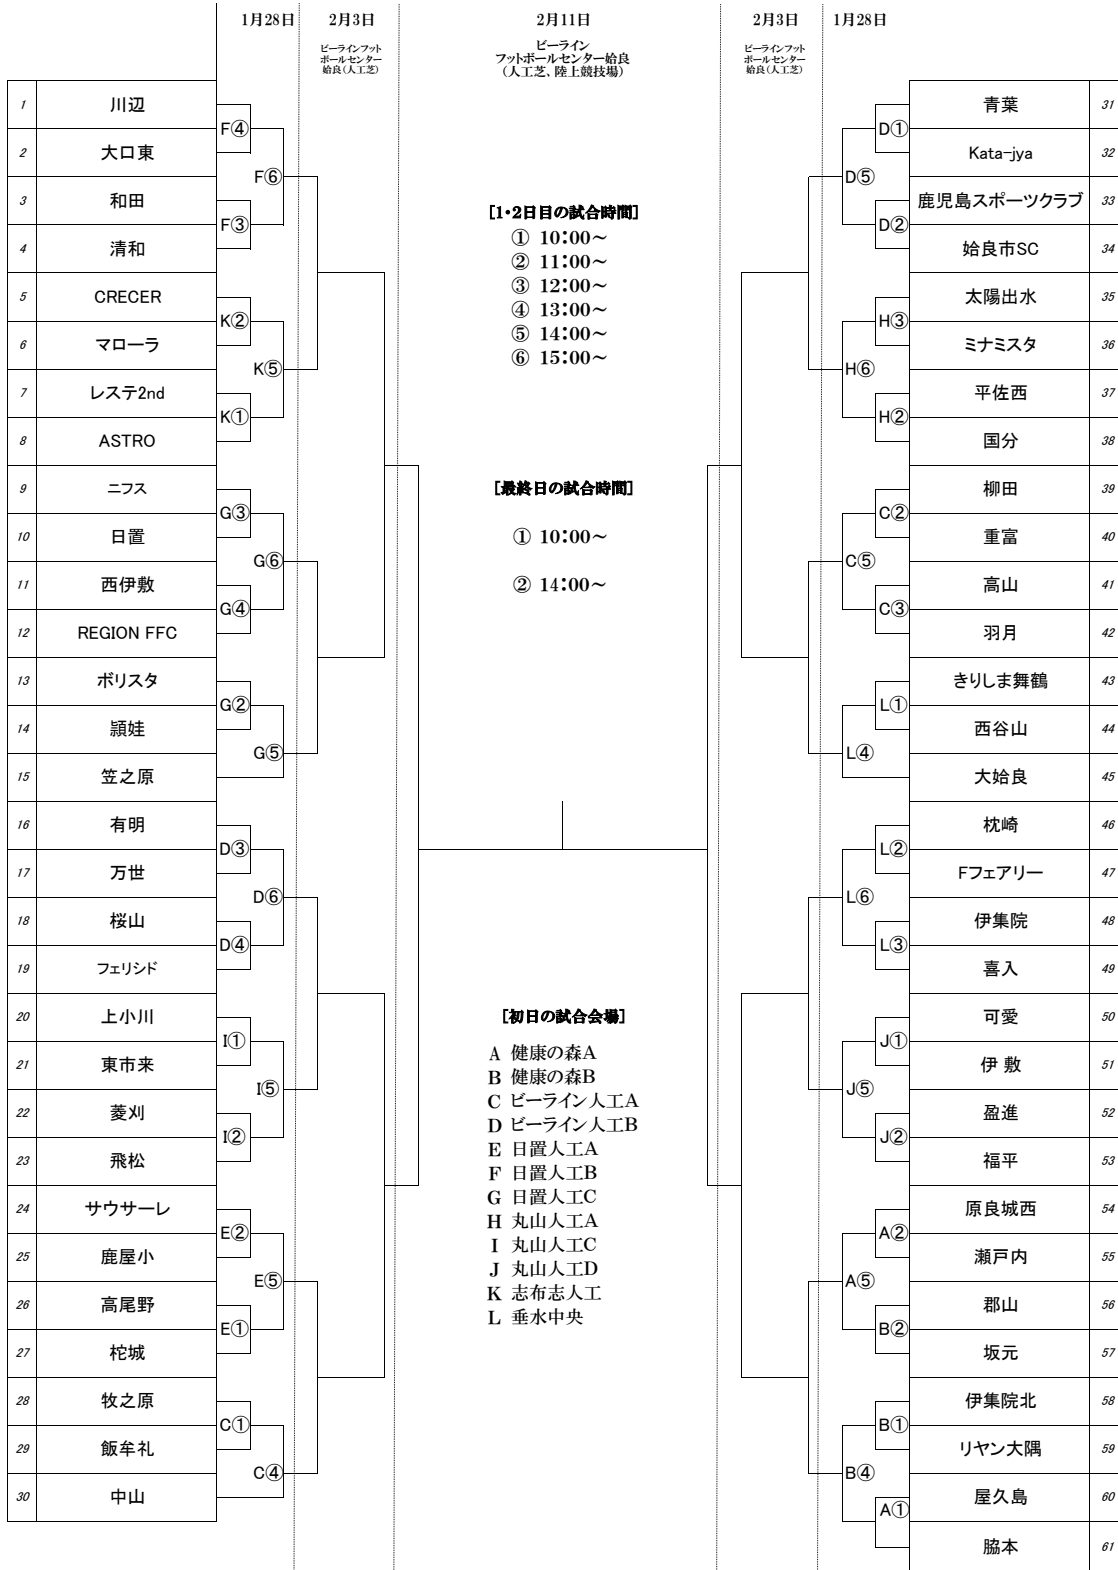 1月28日
2月3日
2月11日
2月3日
1月28日
ビーラインフット
ボールセンター
姶良(人工芝)
ビーライン
フットボールセンター姶良
(人工芝、陸上競技場)
ビーラインフット
ボールセンター
姶良(人工芝)
1 川辺
2 大口東
3 和田
4 清和
5 CRECER
6 マローラ
7 レステ2nd
8 ASTRO
9 ニフス
10 日置
11 西伊敷
12 REGION FFC
13 ボリスタ
14 頴娃
15 笠之原
16 有明
17 万世
18 桜山
19 フェリシド
20 上小川
21 東市来
22 菱刈
23 飛松
24 サウサーレ
25 鹿屋小
26 高尾野
27 柁城
28 牧之原
29 飯牟礼
30 中山
F④
F⑥
F③
K②
K⑤
K①
G③
G⑥
G④
G②
G⑤
D③
D⑥
D④
I①
I⑤
I②
E②
E⑤
E①
C①
C④
[1・2日目の試合時間]
① 10:00～
② 11:00～
③ 12:00～
④ 13:00～
⑤ 14:00～
⑥ 15:00～
[最終日の試合時間]
① 10:00～
② 14:00～
[初日の試合会場]
A 健康の森A
B 健康の森B
C ビーライン人工A
D ビーライン人工B
E 日置人工A
F 日置人工B
G 日置人工C
H 丸山人工A
I 丸山人工C
J 丸山人工D
K 志布志人工
L 垂水中央
D①
D⑤
D②
H③
H⑥
H②
C②
C⑤
C③
L①
L④
L②
L⑥
L③
J①
J⑤
J②
A②
A⑤
B②
B①
B④
A①
青葉 31
Kata-jya 32
鹿児島スポーツクラブ 33
姶良市SC 34
太陽出水 35
ミナミスタ 36
平佐西 37
国分 38
柳田 39
重富 40
高山 41
羽月 42
きりしま舞鶴 43
西谷山 44
大姶良 45
枕崎 46
Fフェアリー 47
伊集院 48
喜入 49
可愛 50
伊 敷 51
盈進 52
福平 53
原良城西 54
瀬戸内 55
郡山 56
坂元 57
伊集院北 58
リヤン大隅 59
屋久島 60
脇本 61